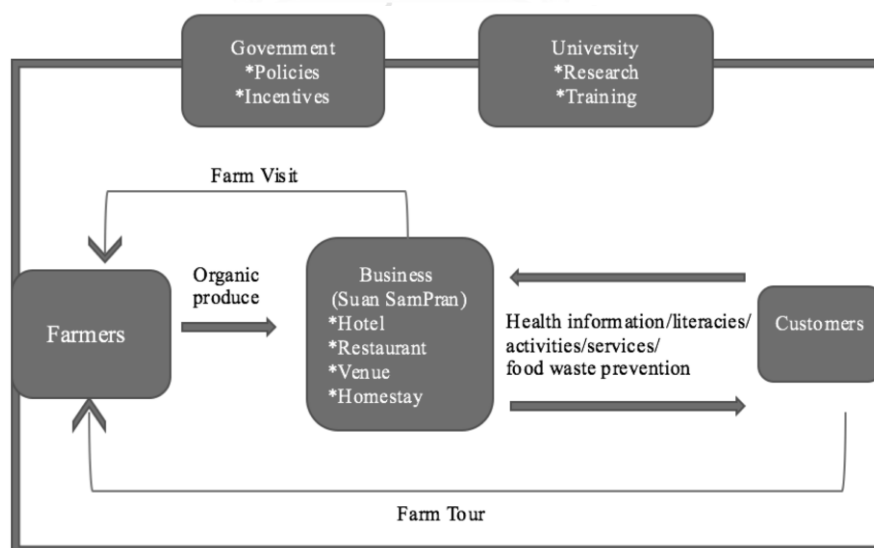 Government
*Policies
*Incentives
University
*Research
*Training
Farm Visit
Farmers
Organic
produce
Business
(Suan SamPran)
*Hotel
*Restaurant
*Venue
*Homestay
Health information/literacies/
activities/services/
food waste prevention
Customers
Farm Tour